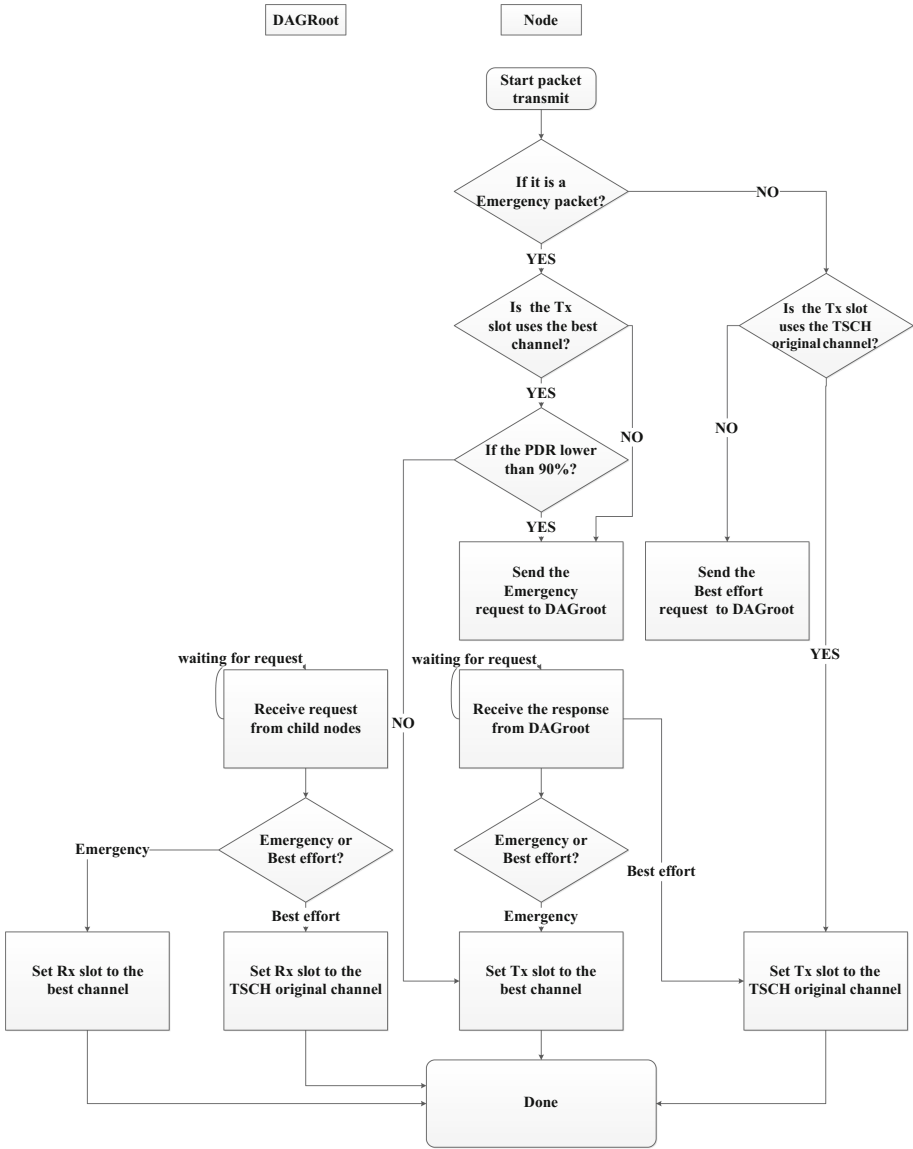 DAGRoot
Node
Start packet
transmit
If it is a
Emergency packet?
NO
YES
Is the Tx
slot uses the best
channel?
Is the Tx slot
uses the TSCH
original channel?
YES
NO
NO
If the PDR lower
than 90%?
YES
Send the
Emergency
request to DAGroot
Send the
Best effort
request to DAGroot
YES
waiting for request
waiting for request
Receive request
from child nodes
NO
Receive the response
from DAGroot
Emergency
Emergency or
Best effort?
Emergency or
Best effort?
Best effort
Best effort
Emergency
Set Rx slot to the
best channel
Set Rx slot to the
TSCH original channel
Set Tx slot to the
best channel
Set Tx slot to the
TSCH original channel
Done